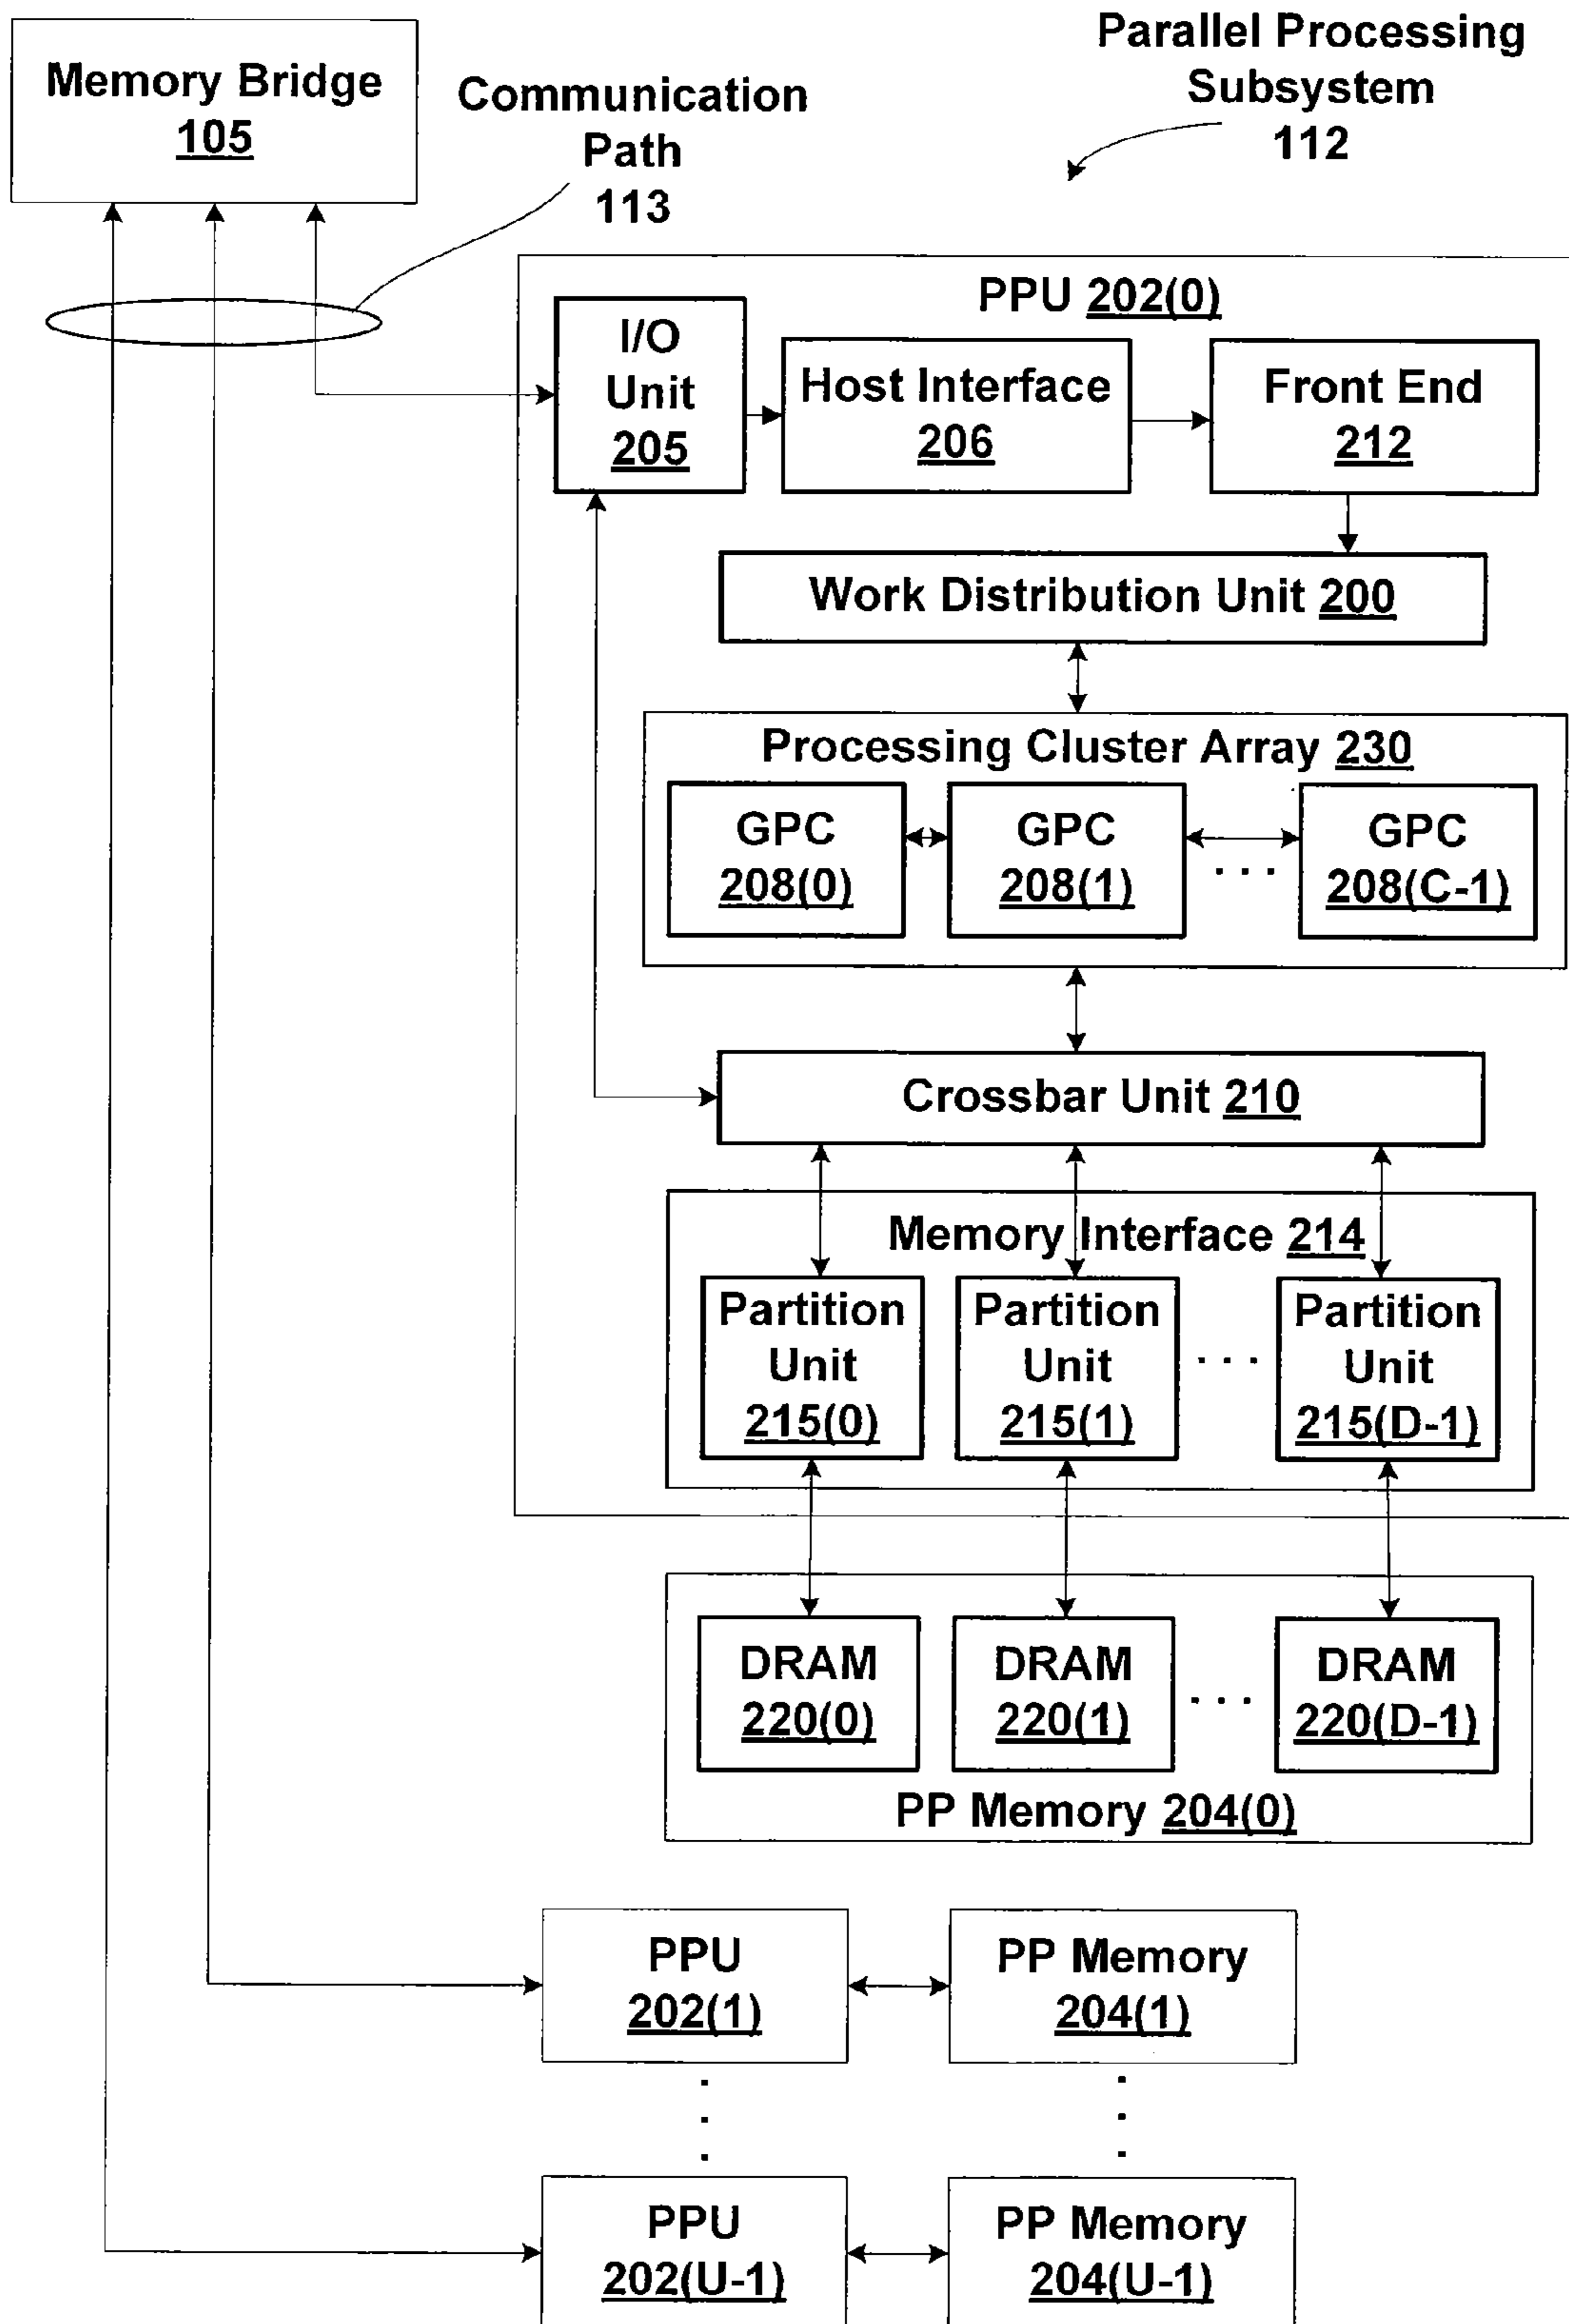 Memory Bridge
105
Communication
Path
113
Parallel Processing
Subsystem
112
PPU 202(0)
I/O
Unit
205
Host Interface
206
Front End
212
Work Distribution Unit 200
Processing Cluster Array 230
GPC
208(0)
GPC
208(1)
. . .
GPC
208(C-1)
Crossbar Unit 210
Memory Interface 214
Partition
Unit
215(0)
Partition
Unit
215(1)
. . .
Partition
Unit
215(D-1)
DRAM
220(0)
DRAM
220(1)
. . .
DRAM
220(D-1)
PP Memory 204(0)
PPU
202(1)
PP Memory
204(1)
PPU
202(U-1)
PP Memory
204(U-1)